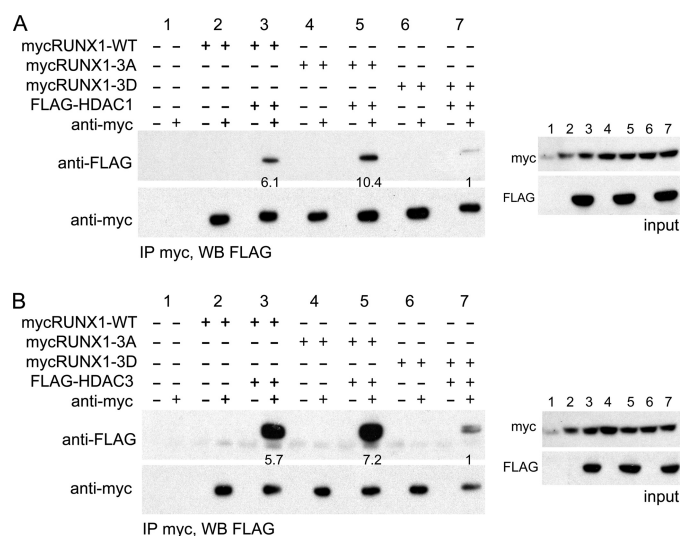 A
1 2 3 4 5 6 7
mycRUNX1-WT – – + + + + – – – – – – – –
mycRUNX1-3A – – – – – – + + + + – – – –
mycRUNX1-3D – – – – – – – – – – + + + +
FLAG-HDAC1 – – – – + + – – + + – – + +
anti-myc – + – + – + – + – + – + – +
anti-FLAG
6.1 10.4 1
anti-myc
IP myc, WB FLAG
1 2 3 4 5 6 7
myc
FLAG
input
B
1 2 3 4 5 6 7
mycRUNX1-WT – – + + + + – – – – – – – –
mycRUNX1-3A – – – – – – + + + + – – – –
mycRUNX1-3D – – – – – – – – – – + + + +
FLAG-HDAC3 – – – – + + – – + + – – + +
anti-myc – + – + – + – + – + – + – +
anti-FLAG
5.7 7.2 1
anti-myc
IP myc, WB FLAG
1 2 3 4 5 6 7
myc
FLAG
input